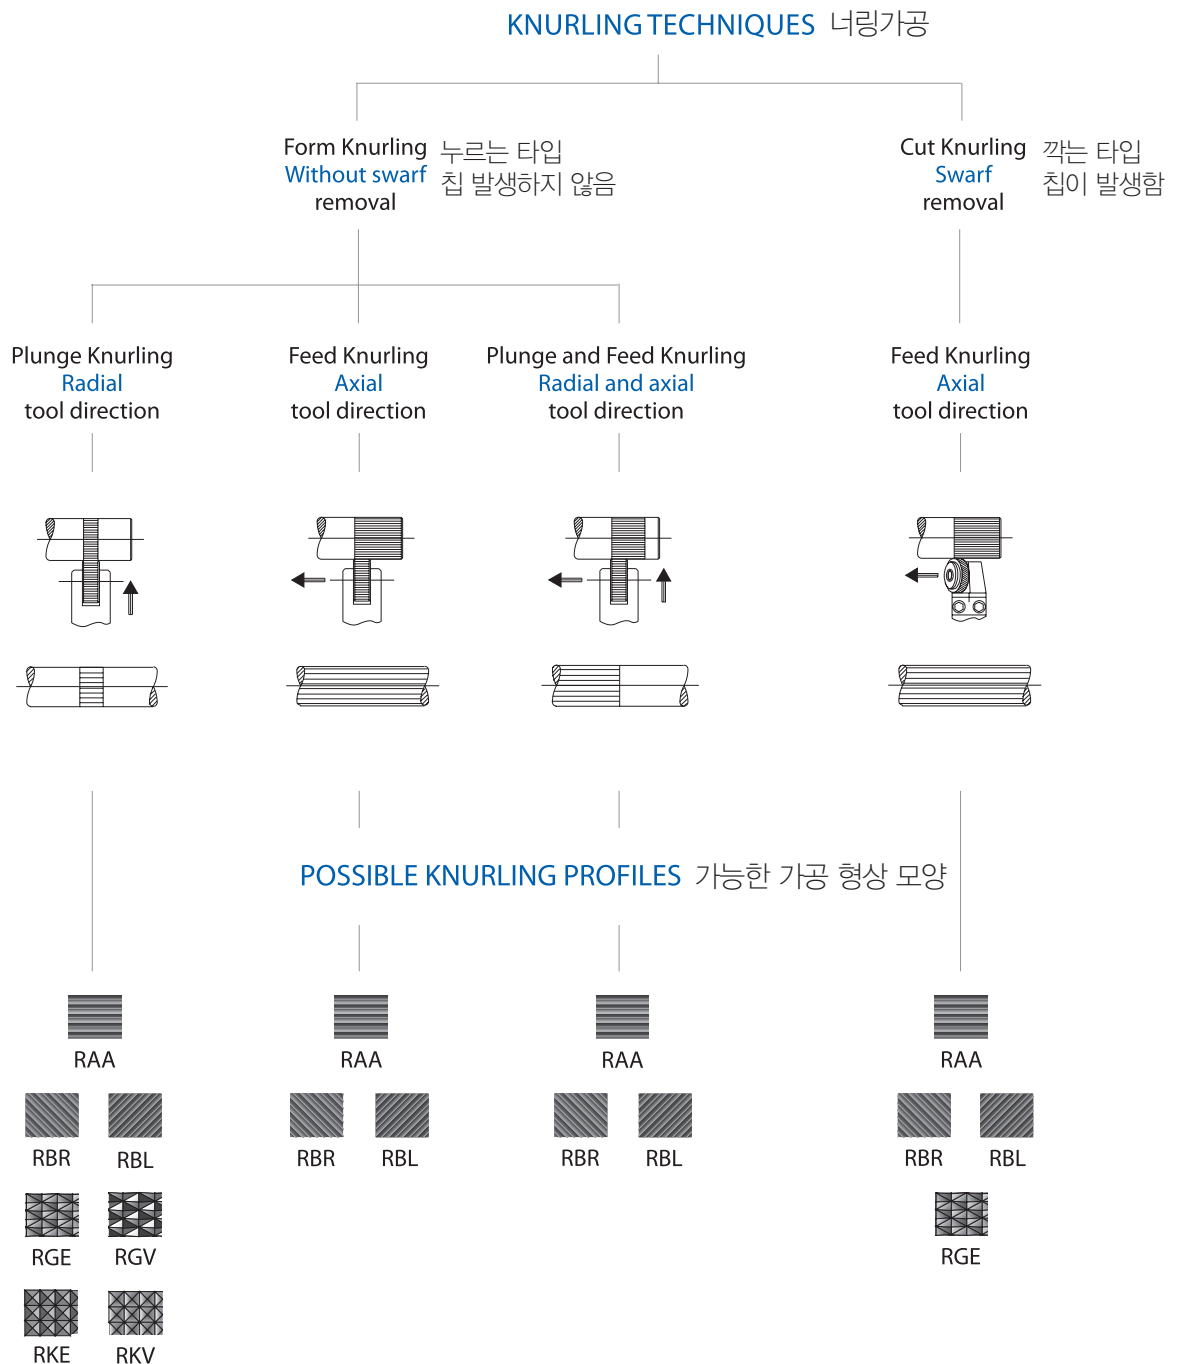 KNURLING TECHNIQUES 너링가공
Form Knurling
Without swarf
removal
누르는 타입
칩 발생하지 않음
Cut Knurling
Swarf
removal
깍는 타입
칩이 발생함
Plunge Knurling
Radial
tool direction
Feed Knurling
Axial
tool direction
Plunge and Feed Knurling
Radial and axial
tool direction
Feed Knurling
Axial
tool direction
POSSIBLE KNURLING PROFILES 가능한 가공 형상 모양
RAA
RBR RBL
RGE RGV
RKE RKV
RAA
RBR RBL
RAA
RBR RBL
RAA
RBR RBL
RGE